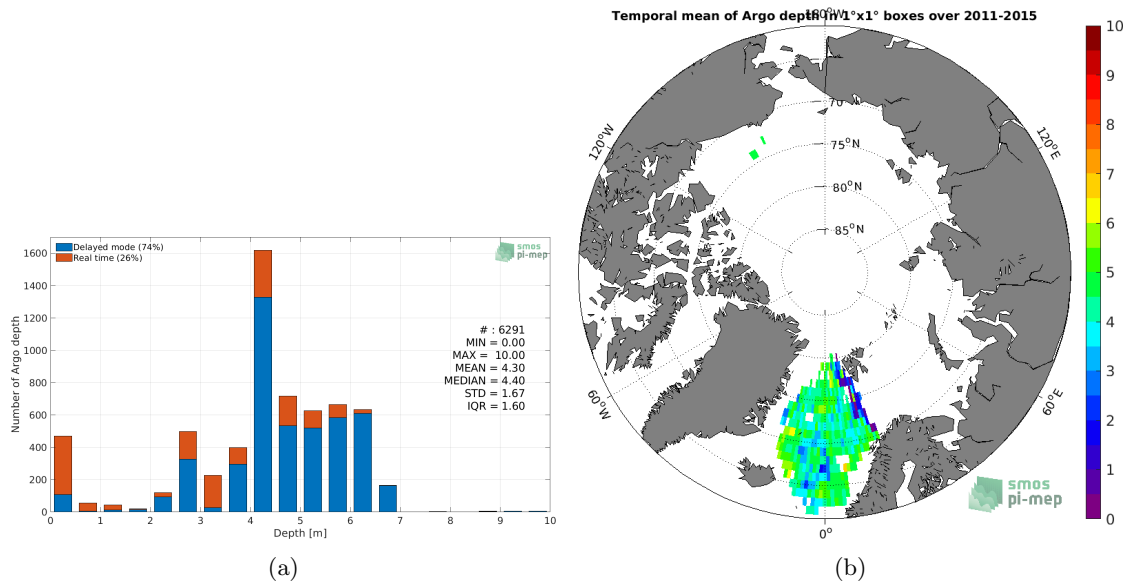 Delayed mode (74%)
Real time (26%)
smos
pi-mep
# : 6291
MIN = 0.00
MAX = 10.00
MEAN = 4.30
MEDIAN = 4.40
STD = 1.67
IQR = 1.60
Number of Argo depth
1600
1400
1200
1000
800
600
400
200
0
0 1 2 3 4 5 6 7 8 9 10
Depth [m]
(a)
Temporal mean of Argo depth in 1°x1° boxes over 2011-2015
180°W
120°W
120°E
60°W
60°E
0°
70°N
75°N
80°N
85°N
10
9
8
7
6
5
4
3
2
1
0
smos
pi-mep
(b)